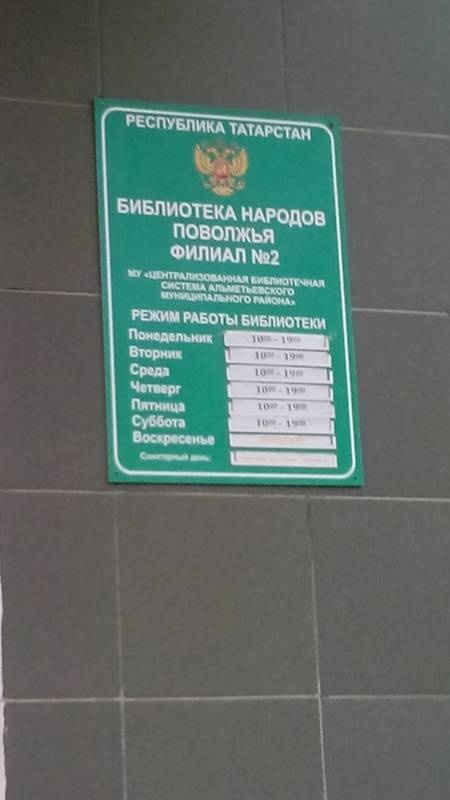 РЕСПУБЛИКА ТАТАРСТАН
БИБЛИОТЕКА НАРОДОВ
ПОВОЛЖЬЯ
ФИЛИАЛ №2
МУ «ЦЕНТРАЛИЗОВАННАЯ БИБЛИОТЕЧНАЯ
СИСТЕМА АЛЬМЕТЬЕВСКОГО
МУНИЦИПАЛЬНОГО РАЙОНА»
РЕЖИМ РАБОТЫ БИБЛИОТЕКИ
Понедельник 10⁰⁰ - 19⁰⁰
Вторник 10⁰⁰ - 19⁰⁰
Среда 10⁰⁰ - 19⁰⁰
Четверг 10⁰⁰ - 19⁰⁰
Пятница 10⁰⁰ - 19⁰⁰
Суббота 10⁰⁰ - 19⁰⁰
Воскресенье
Санитарный день: